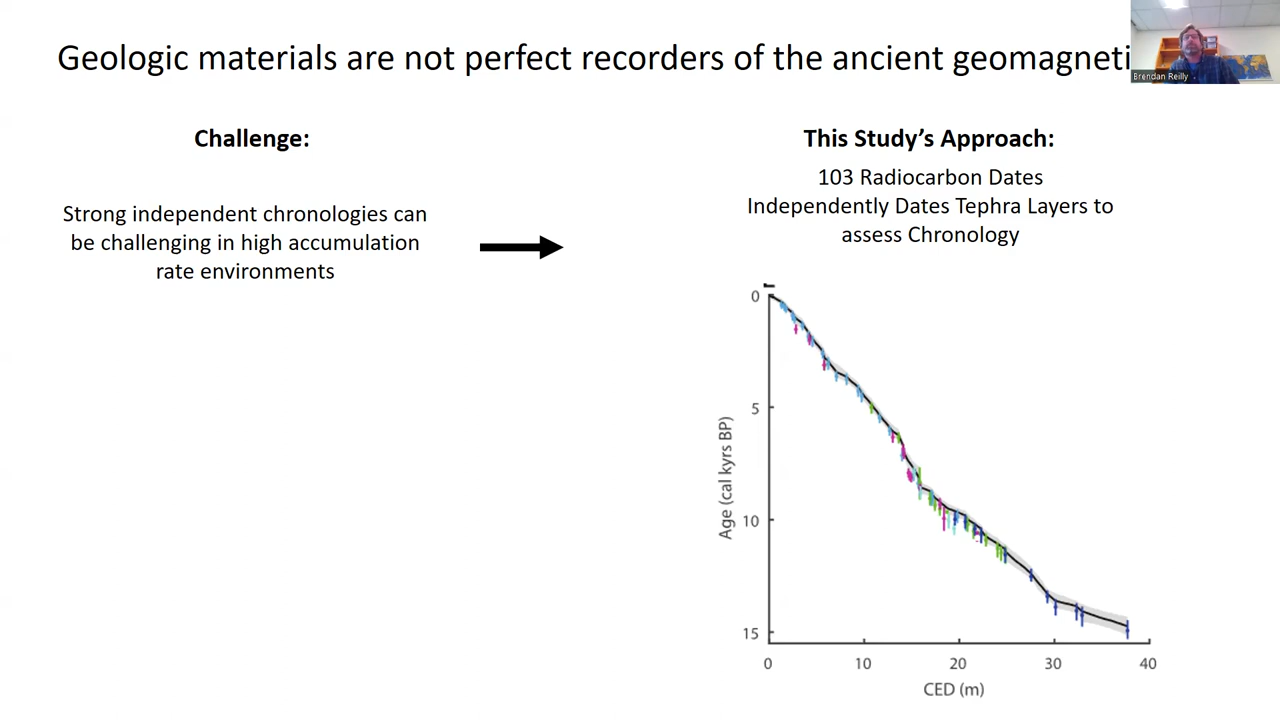 Geologic materials are not perfect recorders of the ancient geomagneti
Brendan Reilly
Challenge:
Strong independent chronologies can
be challenging in high accumulation
rate environments
This Study's Approach:
103 Radiocarbon Dates
Independently Dates Tephra Layers to
assess Chronology
Age (cal kyrs BP)
0
5
10
15
0 10 20 30 40
CED (m)